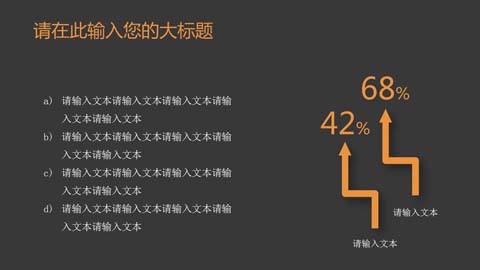 请在此输入您的大标题
a) 请输入文本请输入文本请输入文本请输
入文本请输入文本
b) 请输入文本请输入文本请输入文本请输
入文本请输入文本
c) 请输入文本请输入文本请输入文本请输
入文本请输入文本
d) 请输入文本请输入文本请输入文本请输
入文本请输入文本
68%
42%
请输入文本
请输入文本